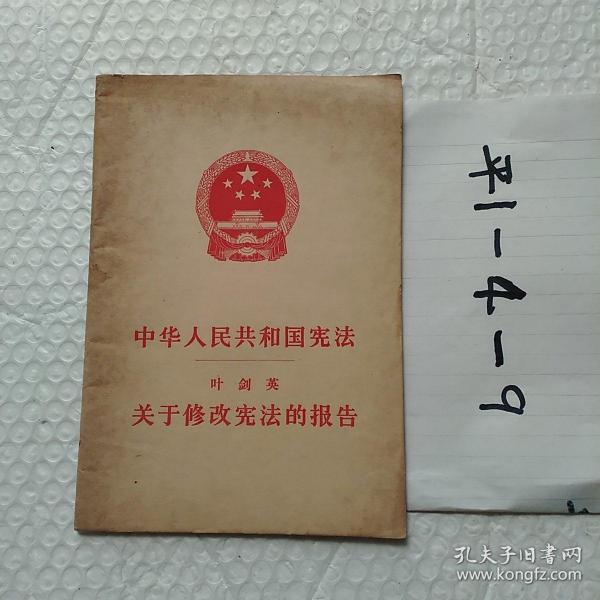 中华人民共和国宪法
叶剑英
关于修改宪法的报告
平1-4-9
孔夫子旧书网
www.kongfz.com